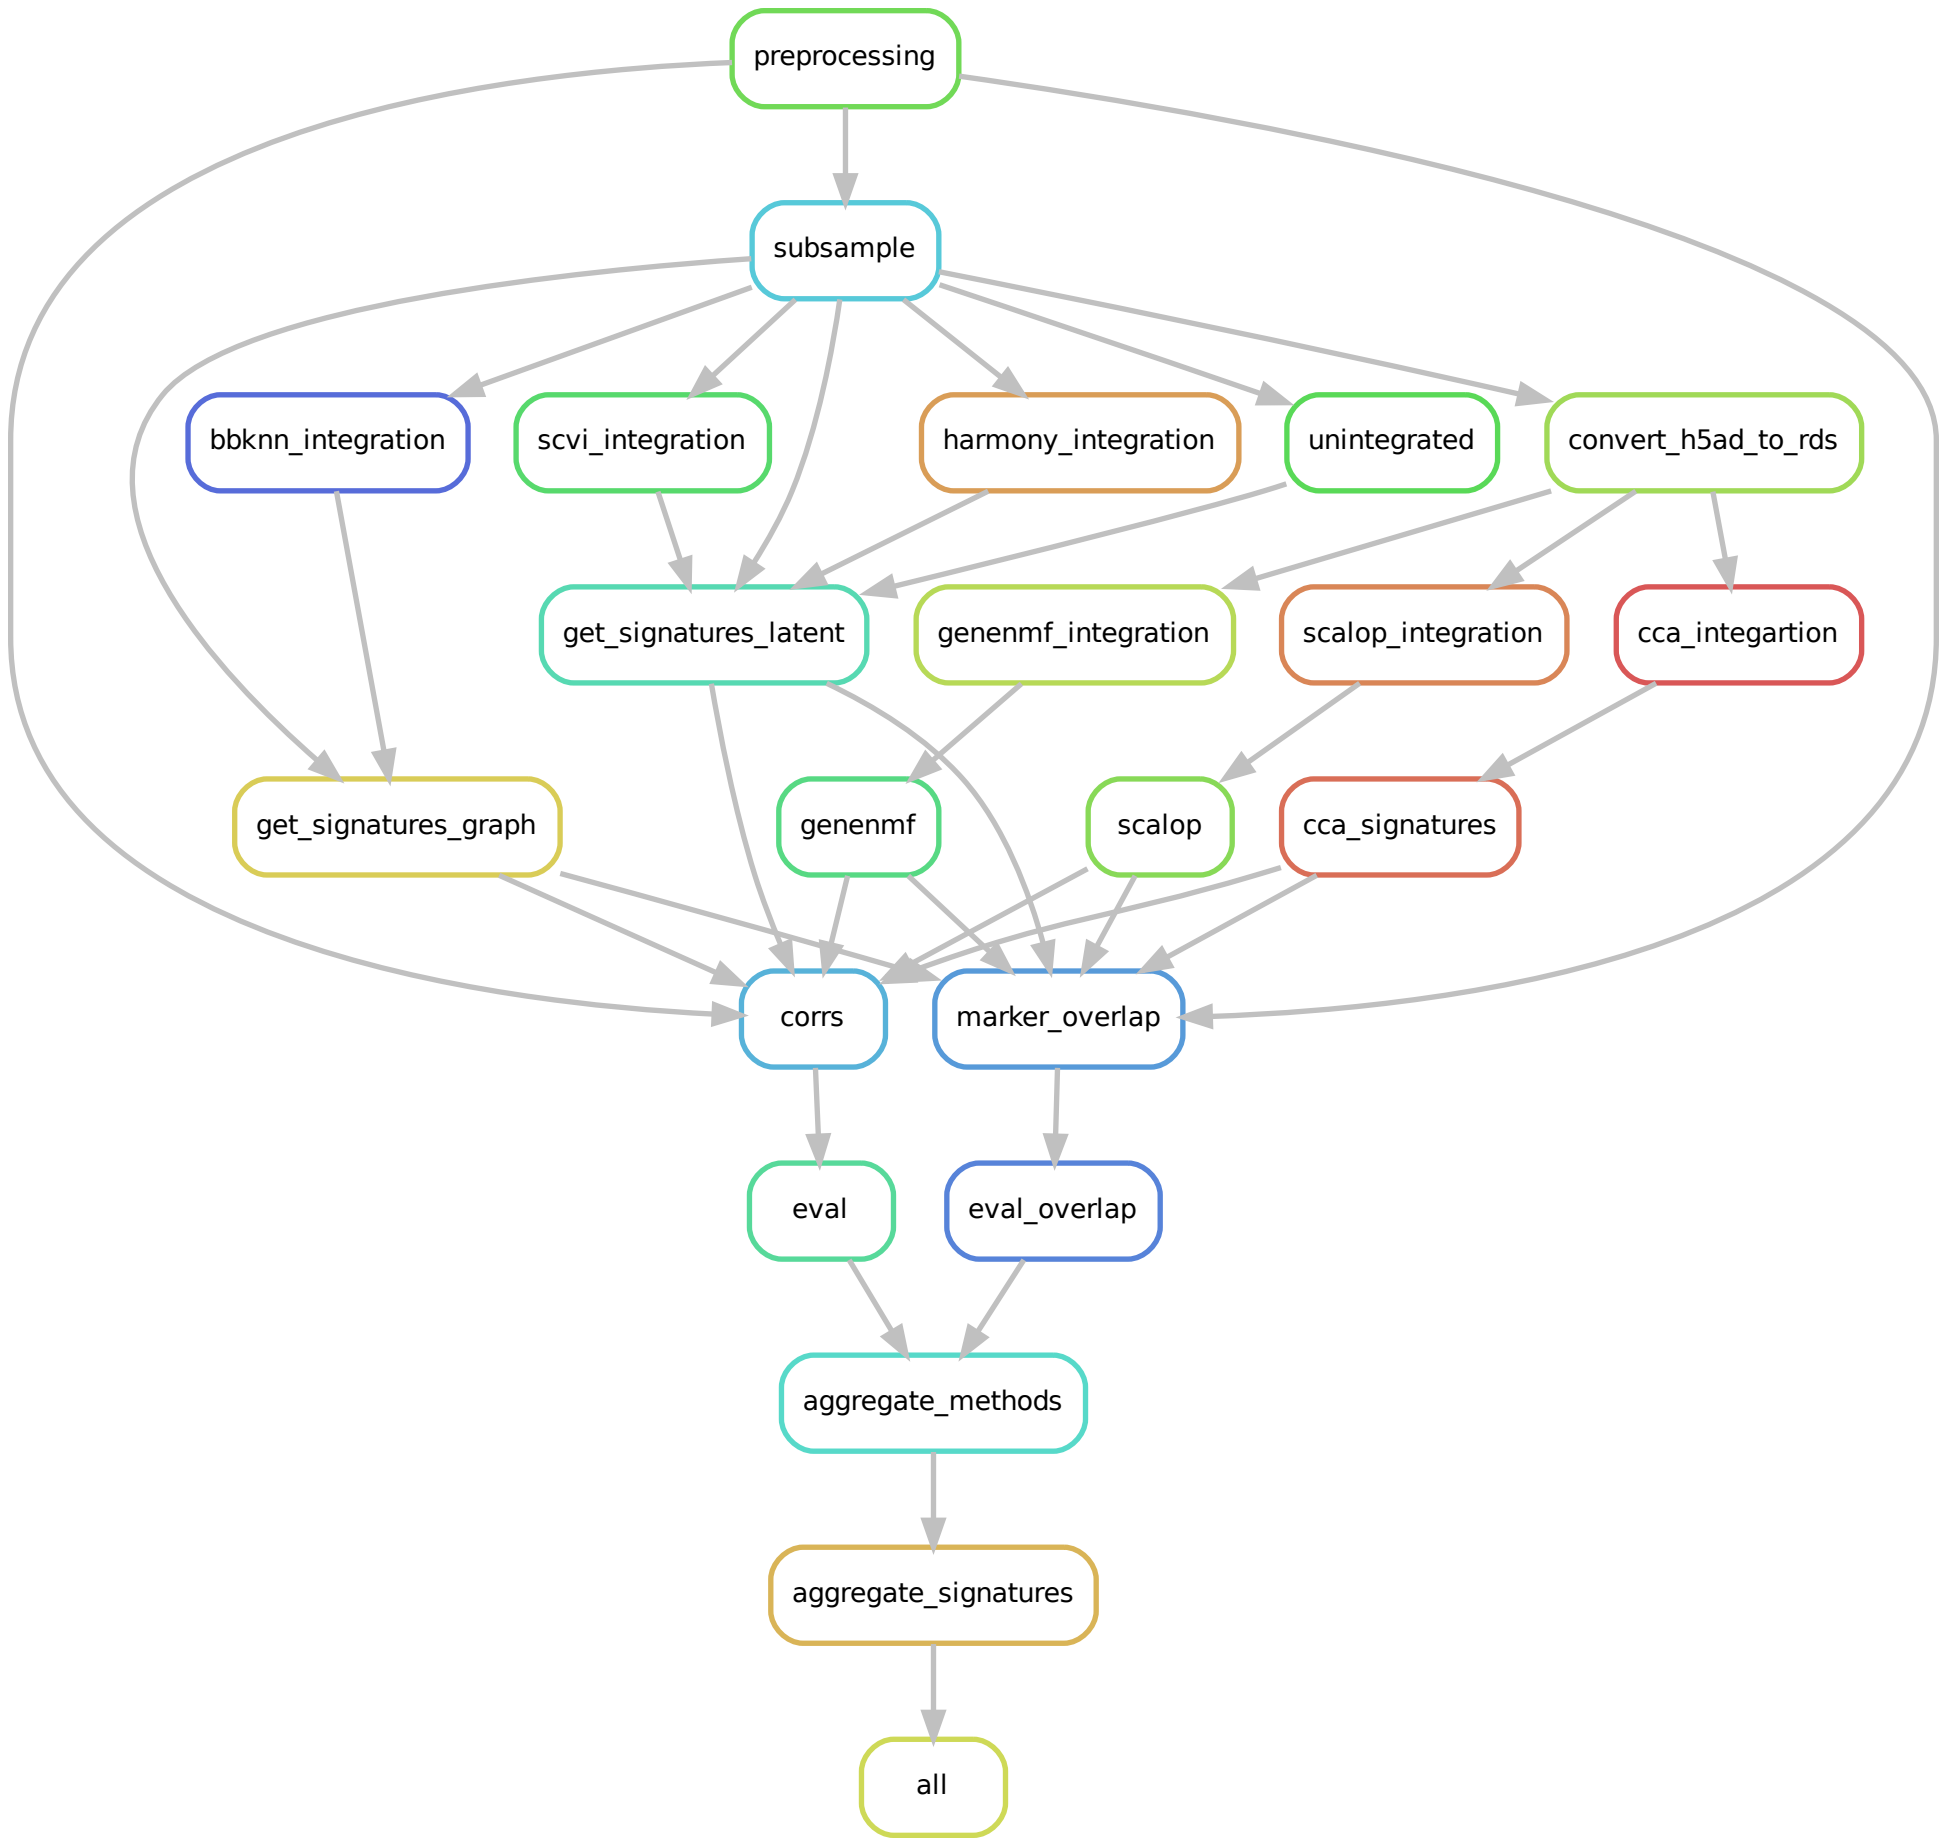 preprocessing
subsample
bbknn_integration
scvi_integration
harmony_integration
unintegrated
convert_h5ad_to_rds
get_signatures_latent
genenmf_integration
scalop_integration
cca_integartion
get_signatures_graph
genenmf
scalop
cca_signatures
corrs
marker_overlap
eval
eval_overlap
aggregate_methods
aggregate_signatures
all